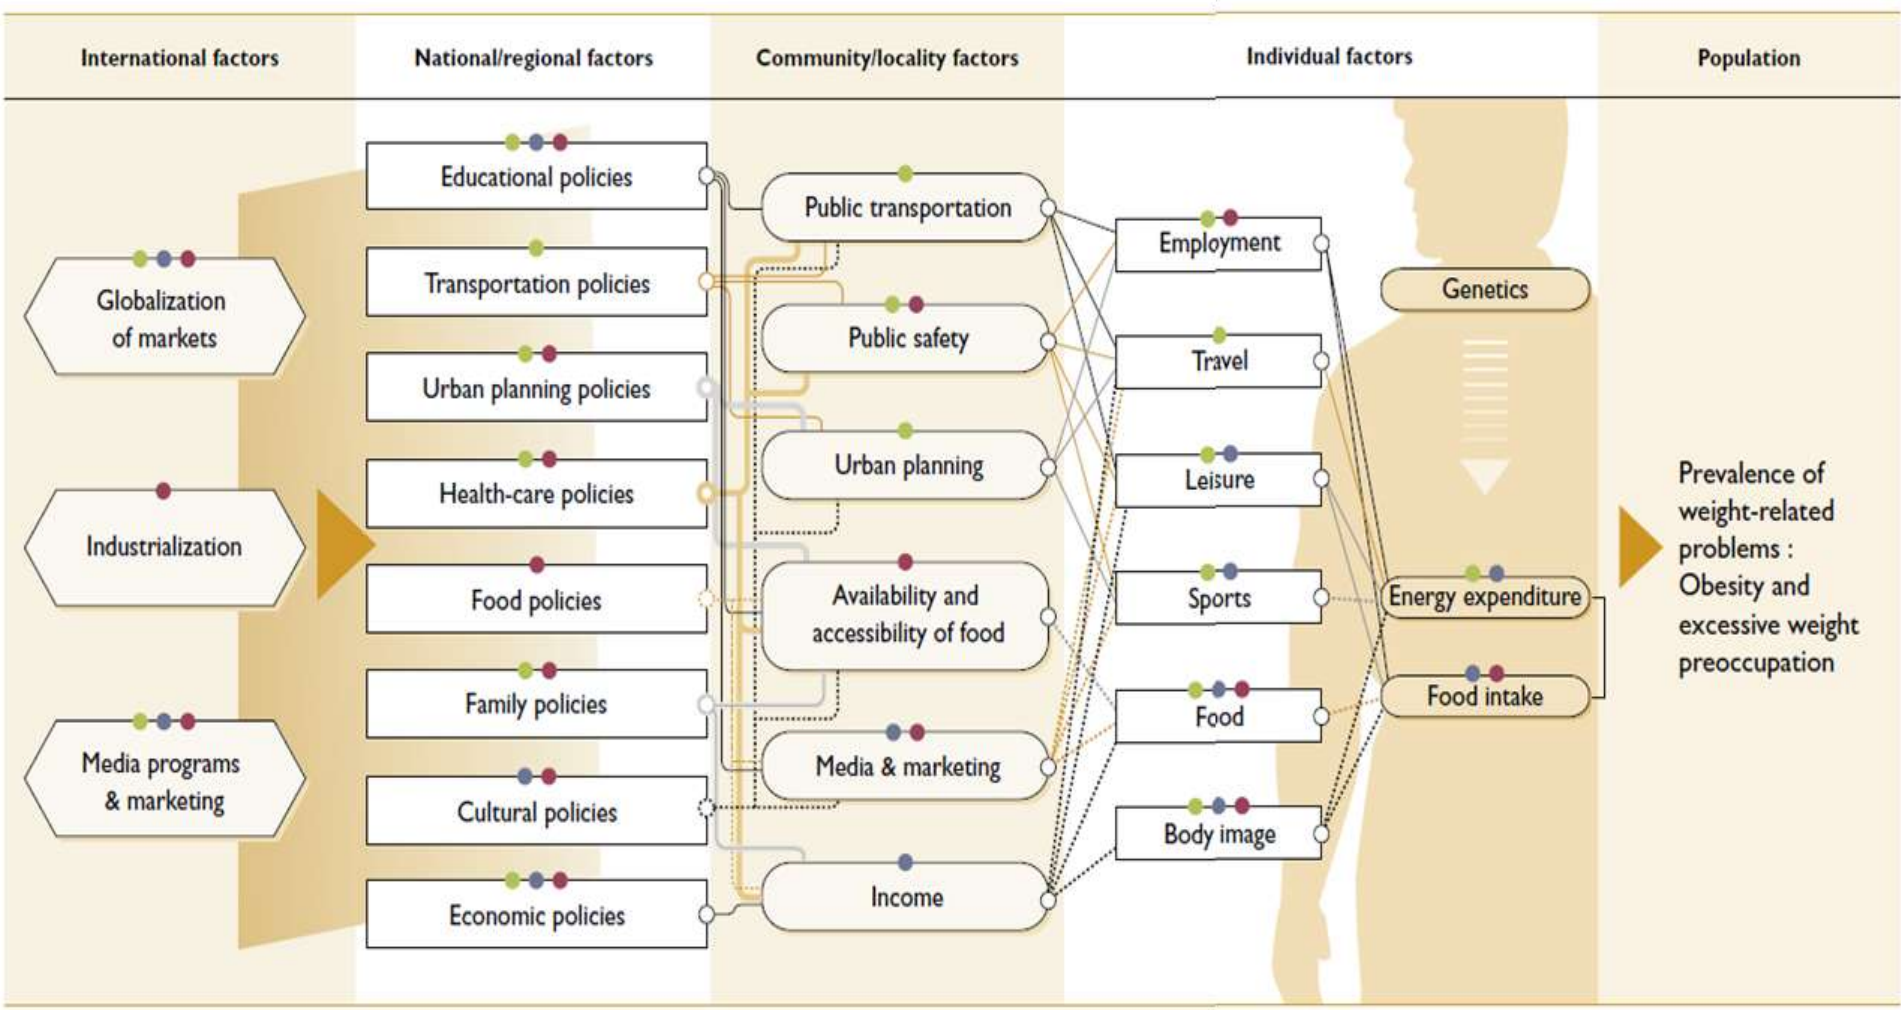 International factors
National/regional factors
Community/locality factors
Individual factors
Population
Globalization
of markets
Industrialization
Media programs
& marketing
Educational policies
Transportation policies
Urban planning policies
Health-care policies
Food policies
Family policies
Cultural policies
Economic policies
Public transportation
Public safety
Urban planning
Availability and
accessibility of food
Media & marketing
Income
Employment
Travel
Leisure
Sports
Food
Body image
Genetics
Energy expenditure
Food intake
Prevalence of
weight-related
problems :
Obesity and
excessive weight
preoccupation